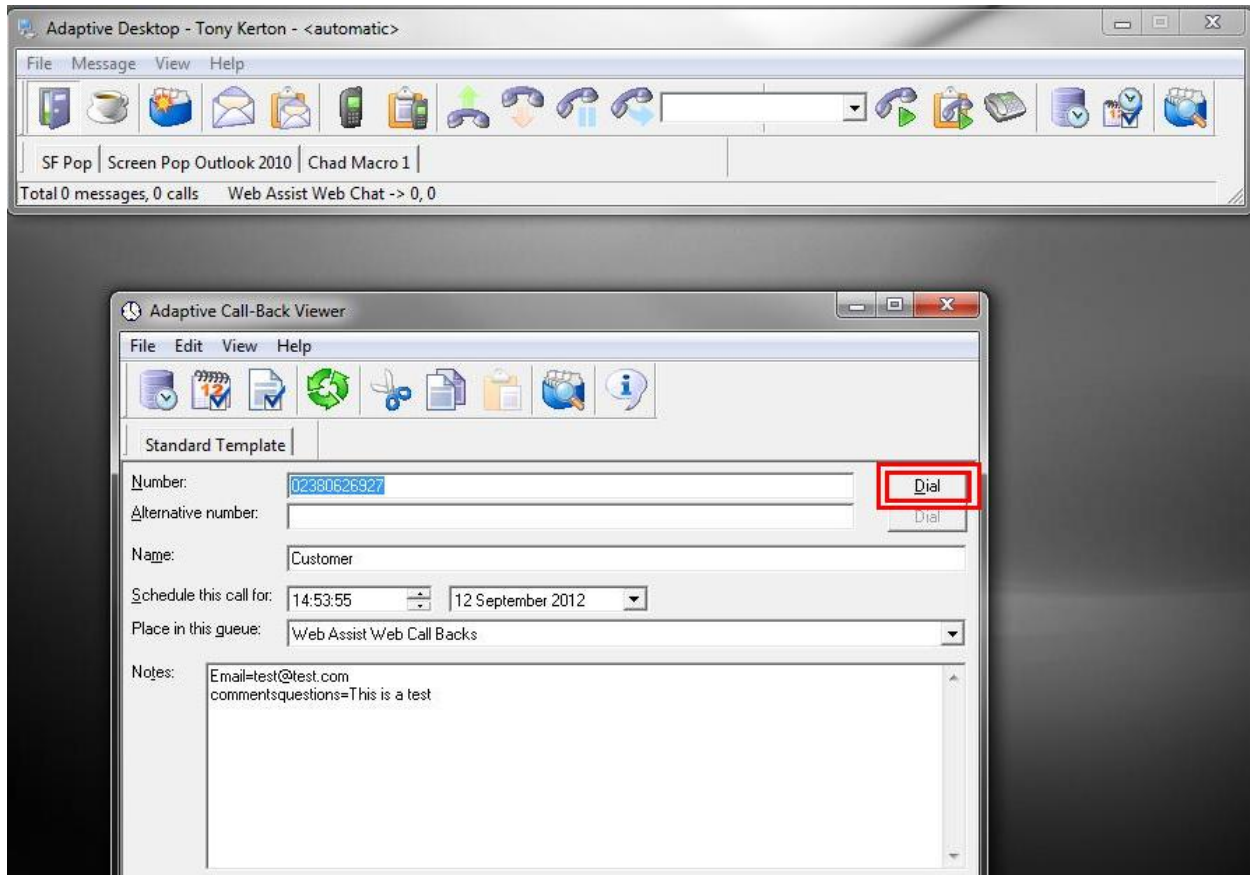 Adaptive Desktop - Tony Kerton - <automatic>
File Message View Help
SF Pop Screen Pop Outlook 2010 Chad Macro 1
Total 0 messages, 0 calls Web Assist Web Chat -> 0, 0
Adaptive Call-Back Viewer
File Edit View Help
12
Standard Template
Number: 02380626927 Dial
Alternative number: Dial
Name: Customer
Schedule this call for: 14:53:55 12 September 2012
Place in this queue: Web Assist Web Call Backs
Notes: Email=test@test.com
commentsquestions=This is a test